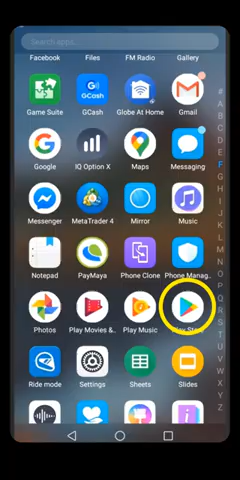 Search apps...
Facebook Files FM Radio Gallery
Game Suite GCash Globe At Home Gmail
Google IQ Option X Maps Messaging
Messenger MetaTrader 4 Mirror Music
Notepad PayMaya Phone Clone Phone Manag..
Photos Play Movies &.. Play Music Play Store
Ride mode Settings Sheets Slides
#
A
B
C
D
E
F
G
H
I
J
K
L
M
N
O
P
Q
R
S
T
U
V
W
X
Y
Z